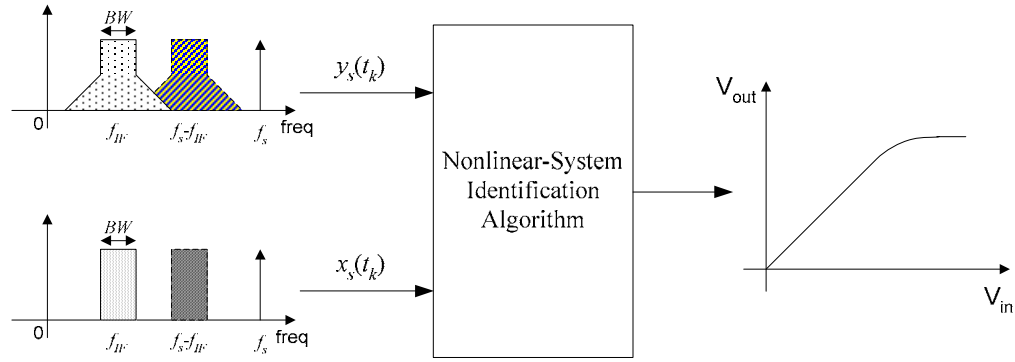 BW
y_s(t_k)
0
f_IF
f_s-f_IF
f_s
freq
Nonlinear-System
Identification
Algorithm
V_out
V_in
BW
x_s(t_k)
0
f_IF
f_s-f_IF
f_s
freq